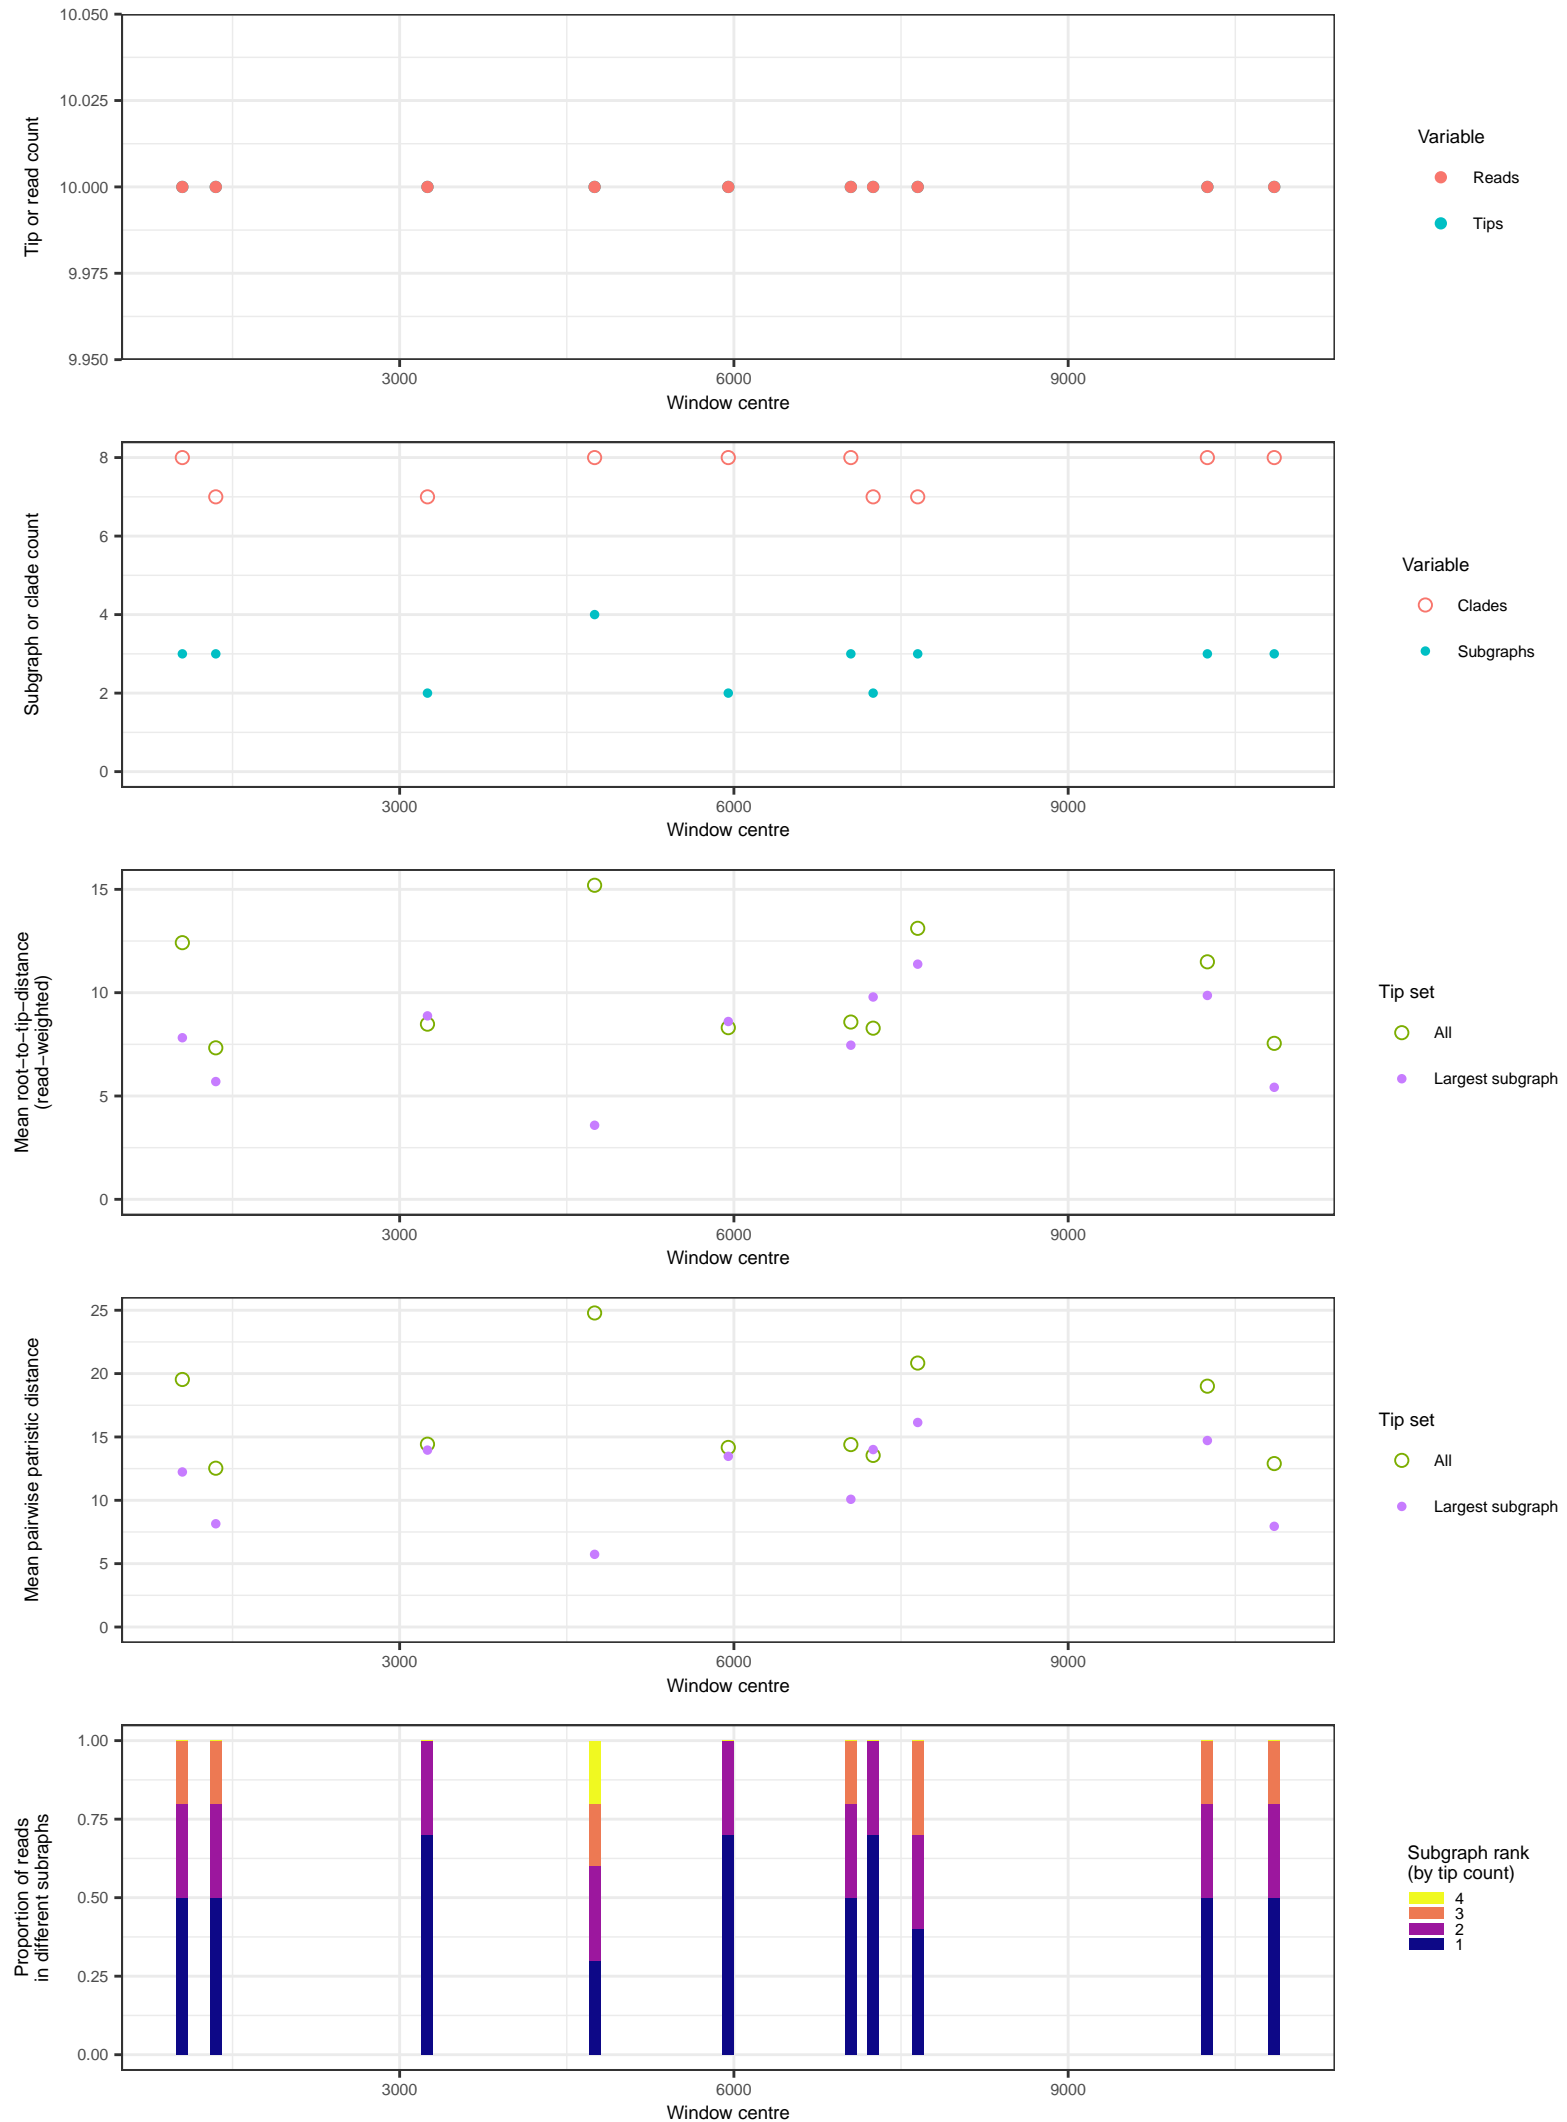 10.050
10.025
10.000
9.975
9.950
Tip or read count
3000
6000
9000
Window centre
Variable
Reads
Tips
8
6
4
2
0
Subgraph or clade count
3000
6000
9000
Window centre
Variable
Clades
Subgraphs
15
10
5
0
Mean root−to−tip−distance
(read−weighted)
3000
6000
9000
Window centre
Tip set
All
Largest subgraph
25
20
15
10
5
0
Mean pairwise patristic distance
3000
6000
9000
Window centre
Tip set
All
Largest subgraph
1.00
0.75
0.50
0.25
0.00
Proportion of reads
in different subraphs
3000
6000
9000
Window centre
Subgraph rank
(by tip count)
4
3
2
1